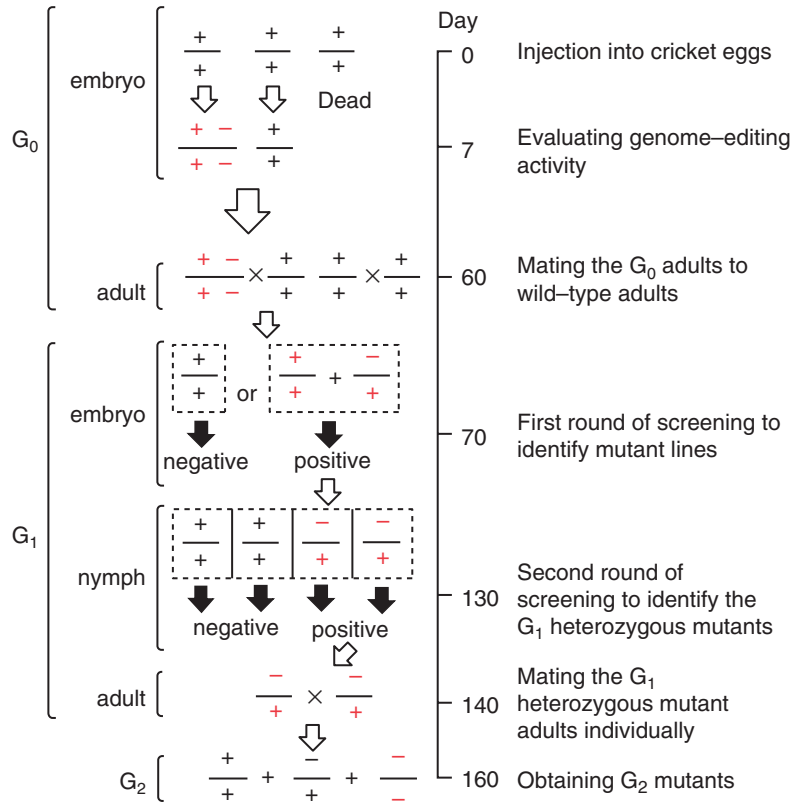 Day
+ + +
+ + +
0 Injection into cricket eggs
embryo
Dead
G0
+ − +
+ − +
7 Evaluating genome–editing
activity
+ − + + +
× ×
+ − + + +
adult
60 Mating the G0 adults to
wild–type adults
+ + −
or +
+ + +
embryo
70 First round of screening to
identify mutant lines
negative positive
G1
+ + − −
+ + + +
nymph
130 Second round of
screening to identify the
G1 heterozygous mutants
negative positive
− −
×
+ +
adult
140 Mating the G1
heterozygous mutant
adults individually
+ − −
+ +
+ + −
G2
160 Obtaining G2 mutants